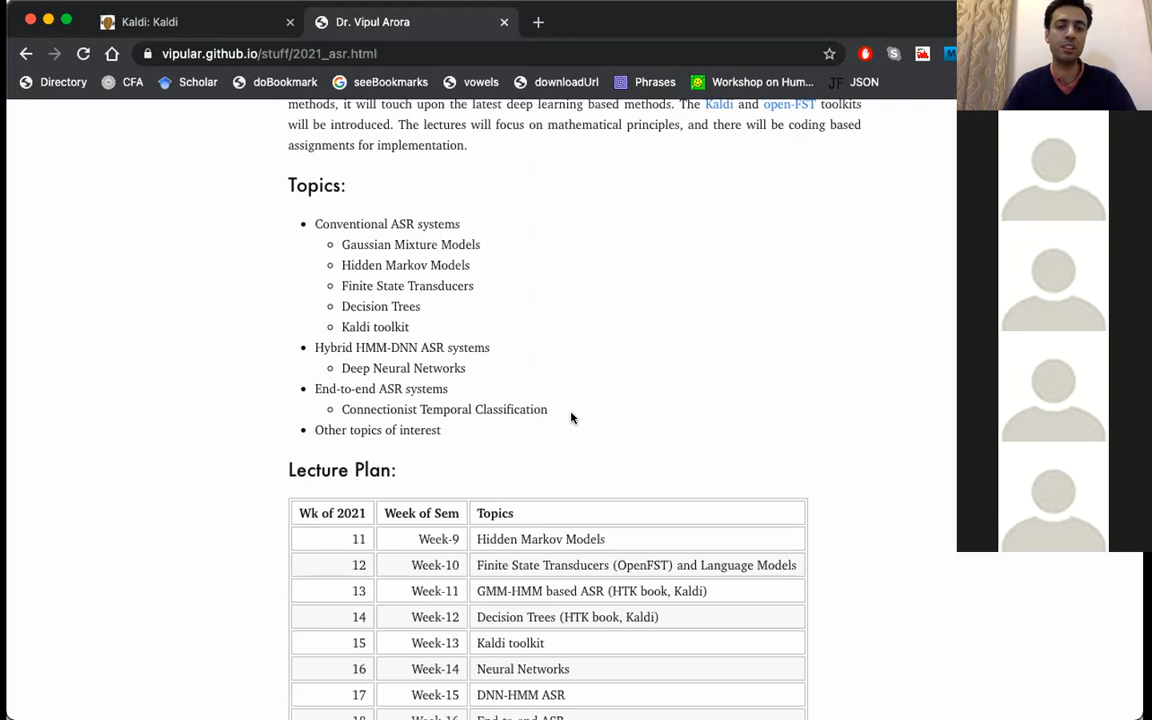 Kaldi: Kaldi
Dr. Vipul Arora
vipular.github.io/stuff/2021_asr.html
Directory CFA Scholar doBookmark seeBookmarks vowels downloadUrl Phrases Workshop on Hum... JF JSON
methods, it will touch upon the latest deep learning based methods. The Kaldi and open-FST toolkits
will be introduced. The lectures will focus on mathematical principles, and there will be coding based
assignments for implementation.
Topics:
Conventional ASR systems
Gaussian Mixture Models
Hidden Markov Models
Finite State Transducers
Decision Trees
Kaldi toolkit
Hybrid HMM-DNN ASR systems
Deep Neural Networks
End-to-end ASR systems
Connectionist Temporal Classification
Other topics of interest
Lecture Plan:
Wk of 2021 Week of Sem Topics
11 Week-9 Hidden Markov Models
12 Week-10 Finite State Transducers (OpenFST) and Language Models
13 Week-11 GMM-HMM based ASR (HTK book, Kaldi)
14 Week-12 Decision Trees (HTK book, Kaldi)
15 Week-13 Kaldi toolkit
16 Week-14 Neural Networks
17 Week-15 DNN-HMM ASR
18 Week-16 End-to-end ASR